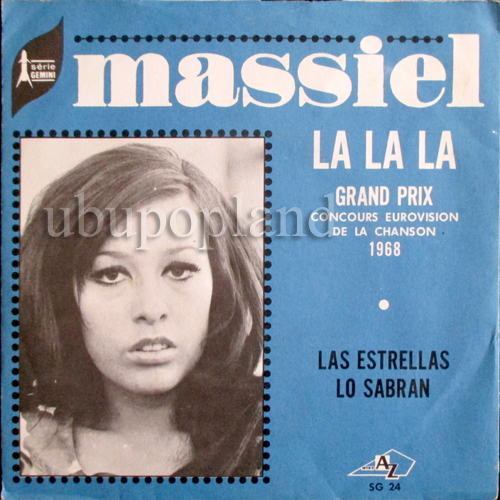 série
GEMINI
massiel
LA LA LA
GRAND PRIX
CONCOURS EUROVISION
DE LA CHANSON
1968
ubupopland
LAS ESTRELLAS
LO SABRAN
AZ
SG 24